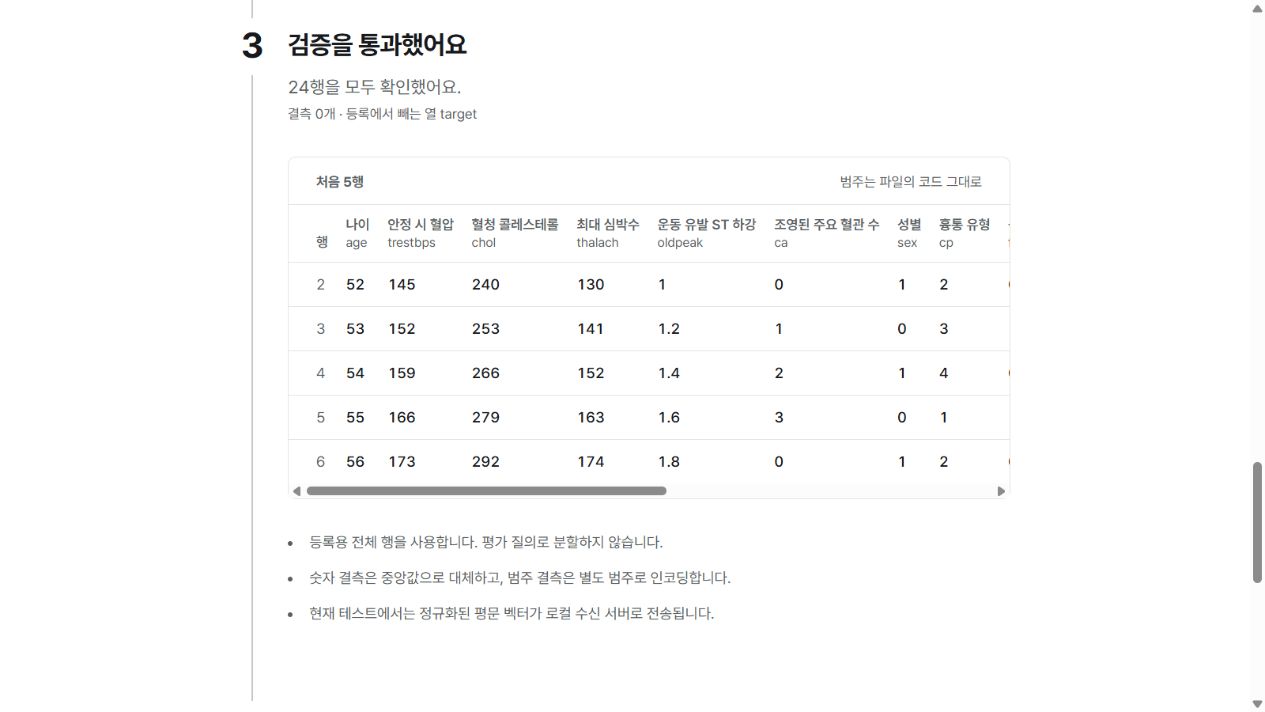 3 검증을 통과했어요
24행을 모두 확인했어요.
결측 0개 · 등록에서 빼는 열 target
처음 5행 범주는 파일의 코드 그대로
행 나이 안정 시 혈압 혈청 콜레스테롤 최대 심박수 운동 유발 ST 하강 조영된 주요 혈관 수 성별 흉통 유형
age trestbps chol thalach oldpeak ca sex cp
2 52 145 240 130 1 0 1 2
3 53 152 253 141 1.2 1 0 3
4 54 159 266 152 1.4 2 1 4
5 55 166 279 163 1.6 3 0 1
6 56 173 292 174 1.8 0 1 2
• 등록용 전체 행을 사용합니다. 평가 질의로 분할하지 않습니다.
• 숫자 결측은 중앙값으로 대체하고, 범주 결측은 별도 범주로 인코딩합니다.
• 현재 테스트에서는 정규화된 평문 벡터가 로컬 수신 서버로 전송됩니다.